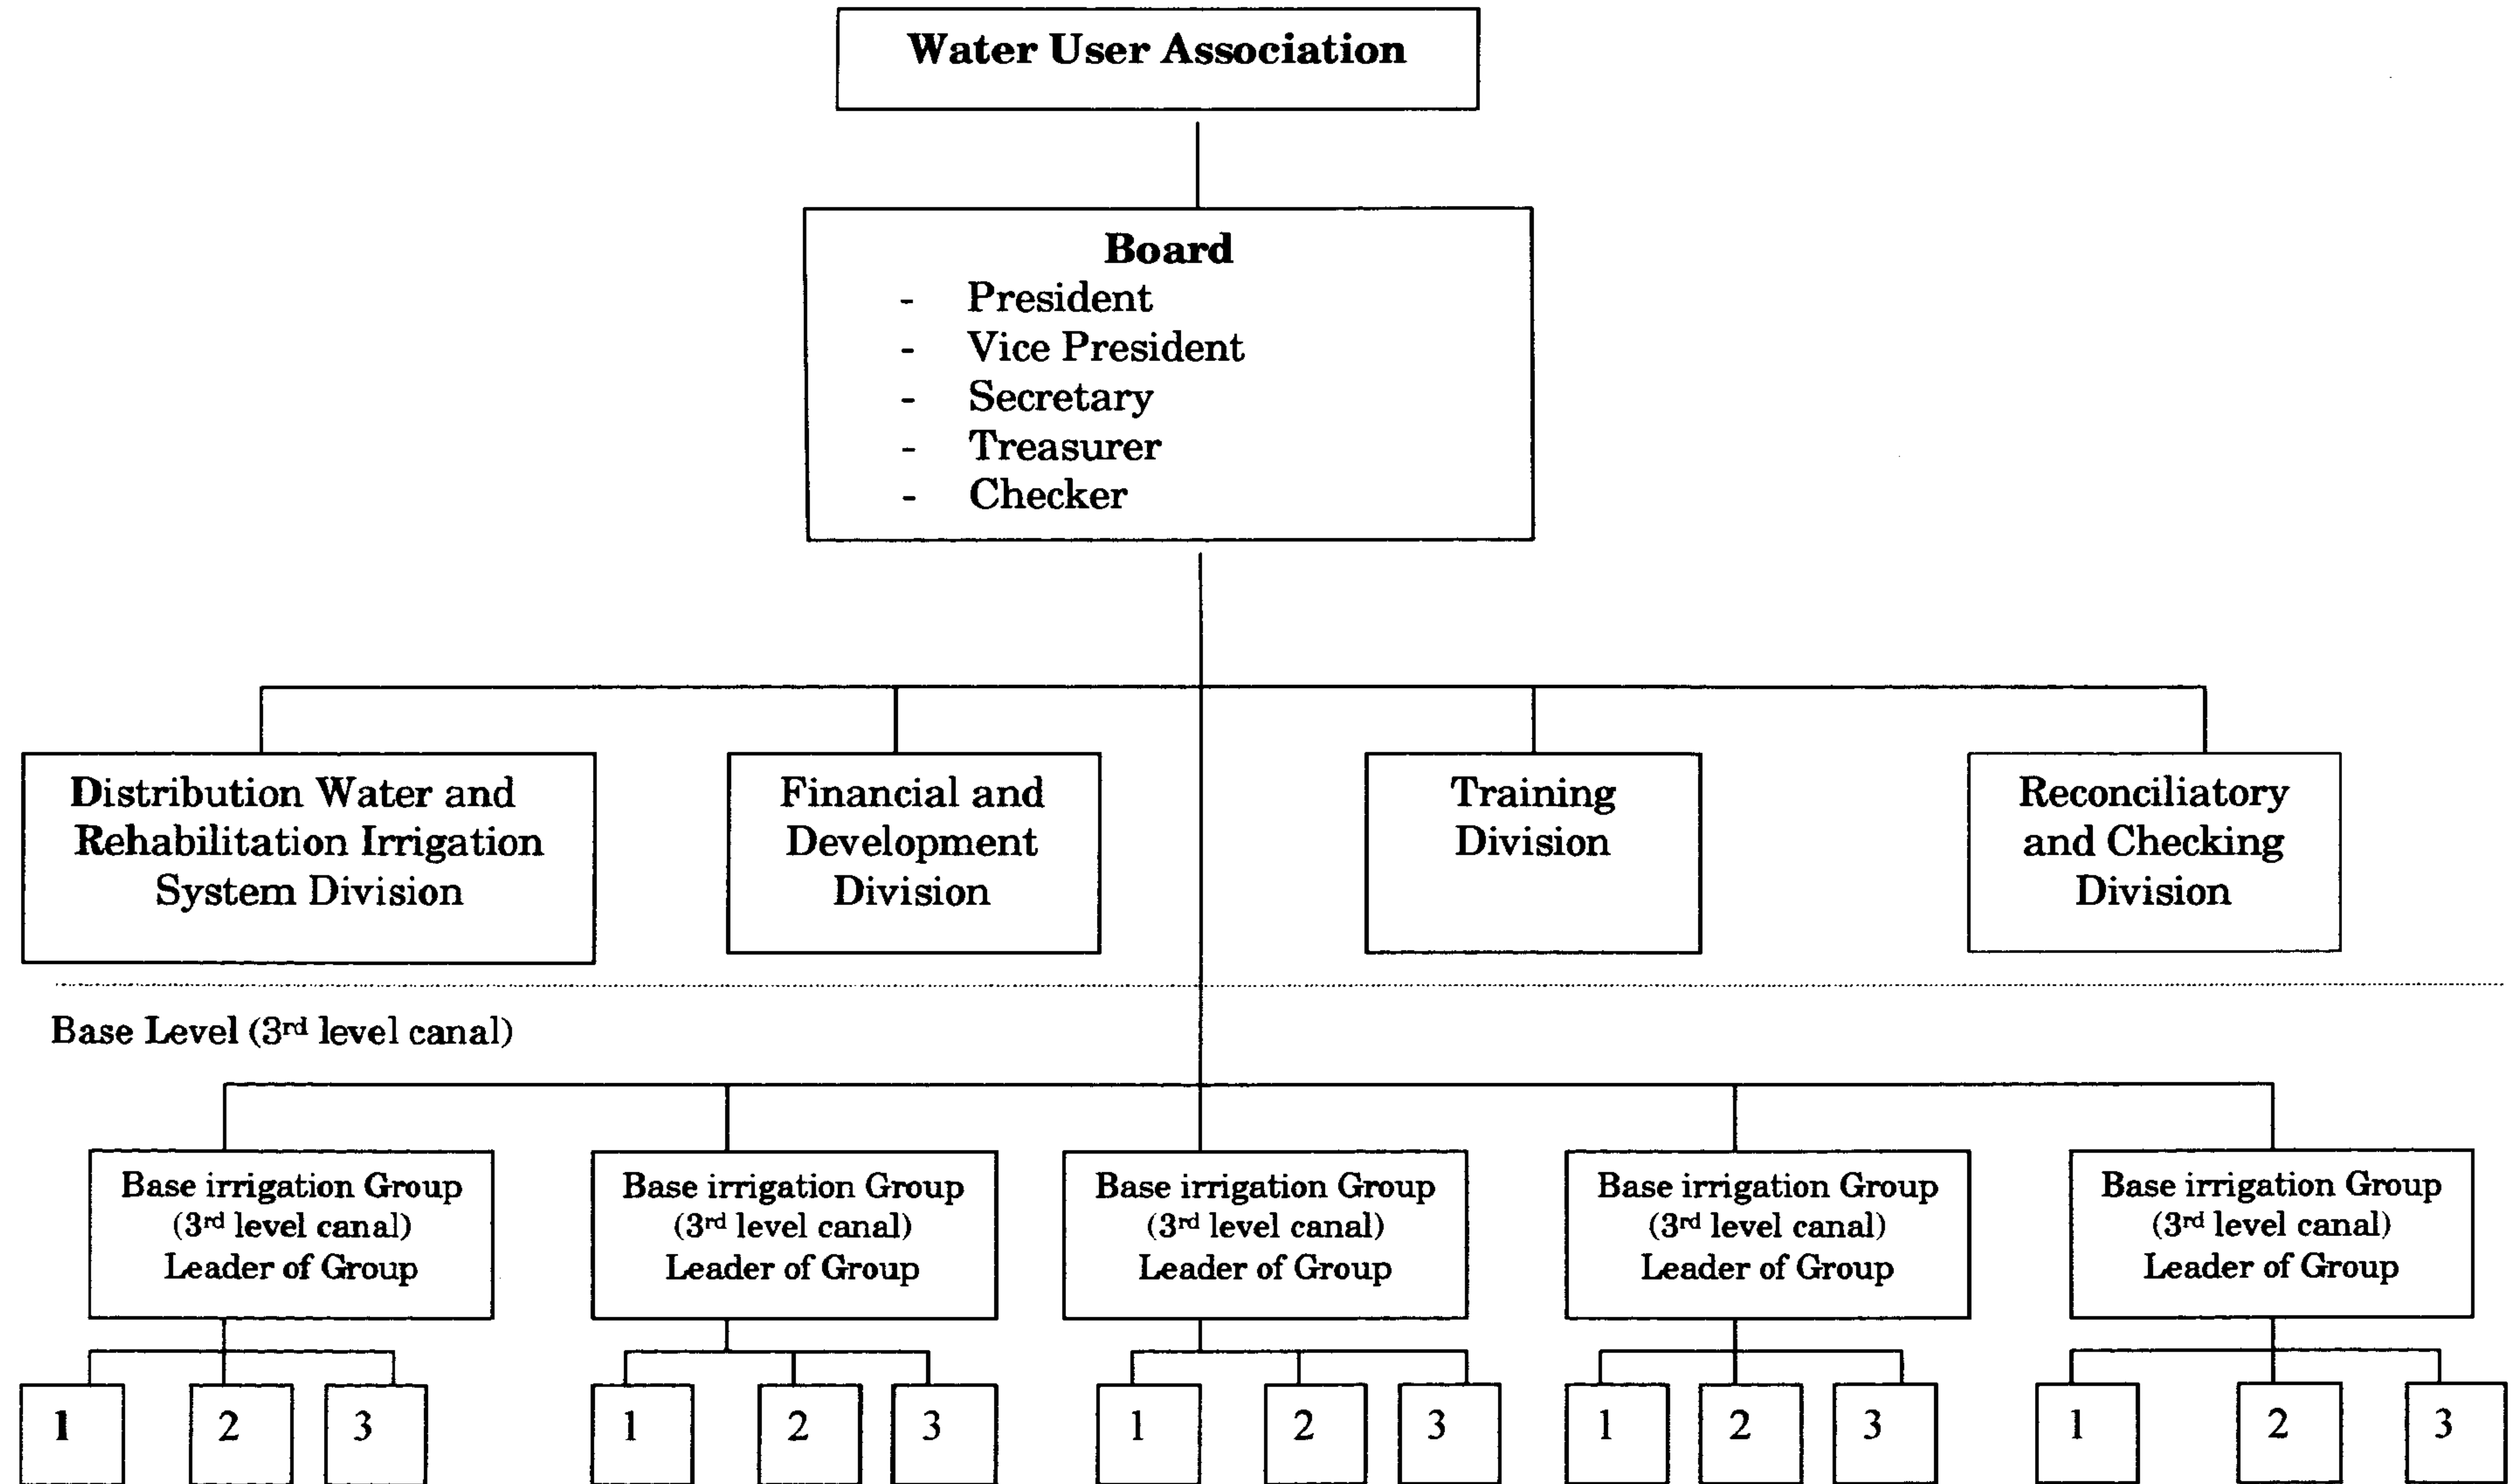 Water User Association
Board
- President
- Vice President
- Secretary
- Treasurer
- Checker
Distribution Water and
Rehabilitation Irrigation
System Division
Financial and
Development
Division
Training
Division
Reconciliatory
and Checking
Division
Base Level (3rd level canal)
Base irrigation Group
(3rd level canal)
Leader of Group
Base irrigation Group
(3rd level canal)
Leader of Group
Base irrigation Group
(3rd level canal)
Leader of Group
Base irrigation Group
(3rd level canal)
Leader of Group
Base irrigation Group
(3rd level canal)
Leader of Group
1
2
3
1
2
3
1
2
3
1
2
3
1
2
3